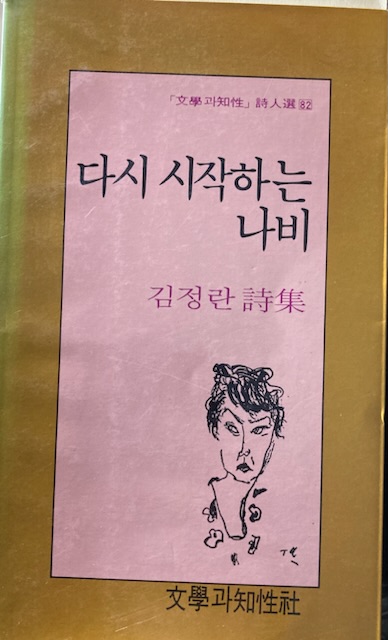 「文學과知性」詩人選 82
다시 시작하는
나비
김정란 詩集
文學과知性社